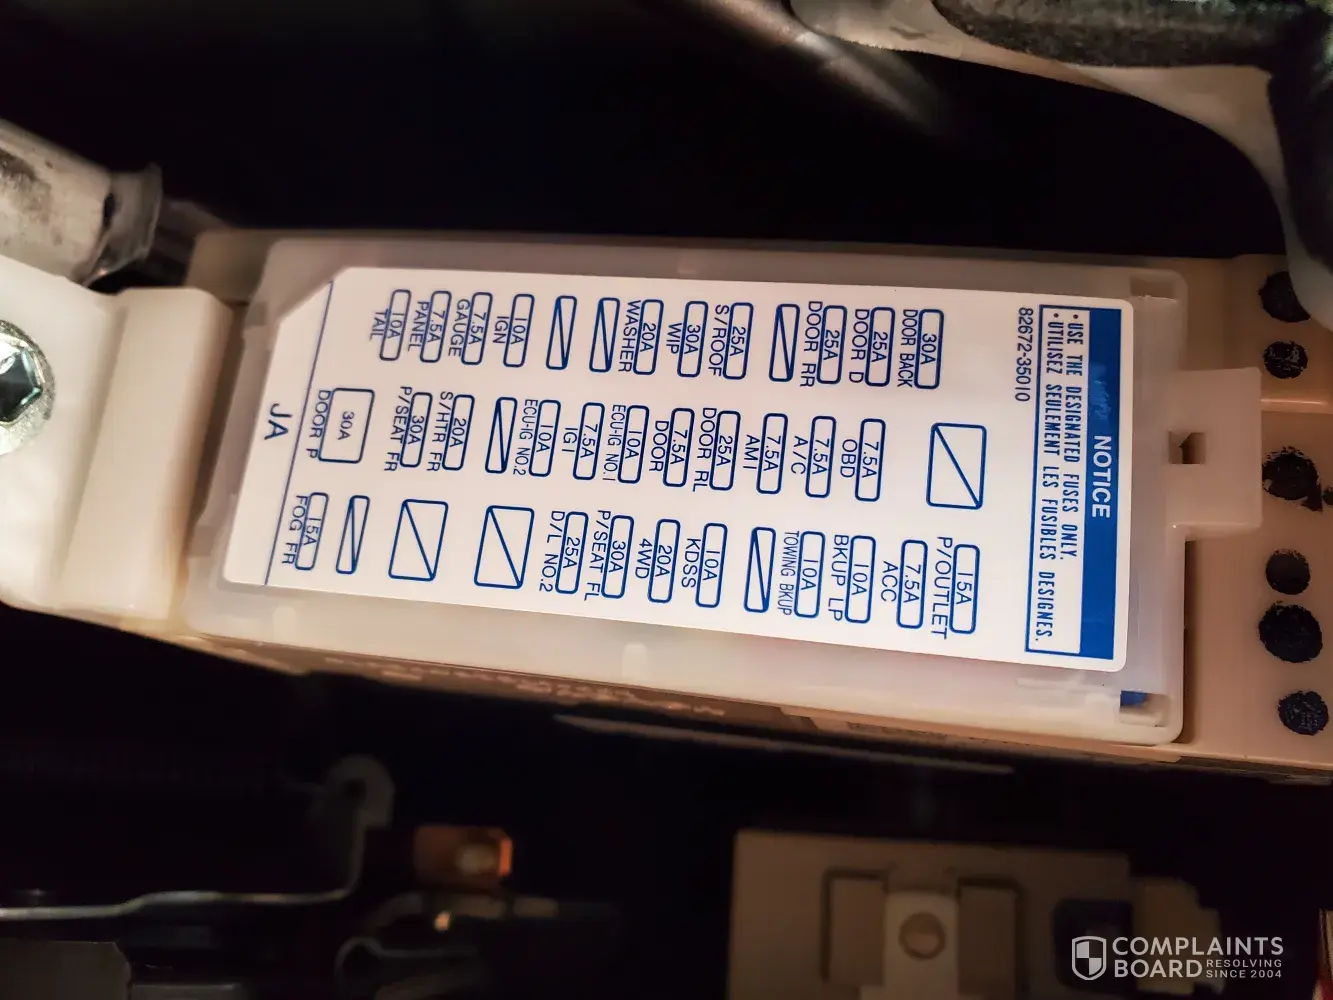 NOTICE
・USE THE DESIGNATED FUSES ONLY.
・UTILISEZ SEULEMENT LES FUSIBLES DESIGNES.
82672-35010
30A
DOOR BACK
25A
DOOR D
25A
DOOR RR
25A
S/ROOF
30A
WIP
20A
WASHER
10A
IGN
7.5A
GAUGE
7.5A
PANEL
10A
TAIL
7.5A
OBD
7.5A
A/C
7.5A
AM1
25A
DOOR RL
7.5A
DOOR
10A
ECU-IG NO.1
7.5A
IG1
10A
ECU-IG NO.2
20A
S/HTR FR
30A
P/SEAT FR
30A
DOOR P
15A
P/OUTLET
7.5A
ACC
10A
BKUP LP
10A
TOWING BKUP
10A
KDSS
20A
4WD
30A
P/SEAT FL
25A
D/L NO.2
15A
FOG FR
JA
COMPLAINTS
BOARD RESOLVING
SINCE 2004